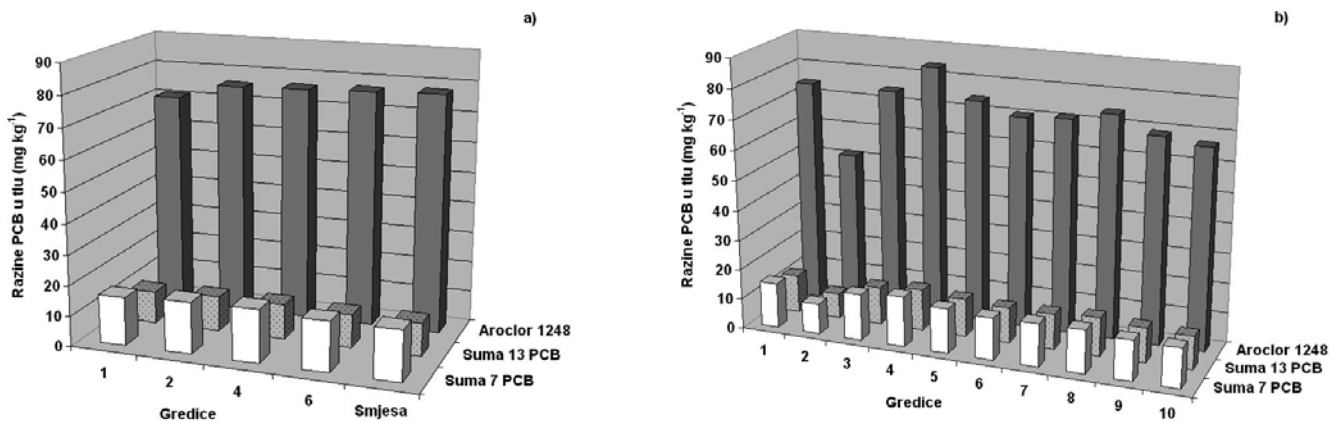 a)
Razine PCB u tlu (mg kg⁻¹)
90
80
70
60
50
40
30
20
10
0
1
2
4
6
Smjesa
Gredice
Aroclor 1248
Suma 13 PCB
Suma 7 PCB
b)
Razine PCB u tlu (mg kg⁻¹)
90
80
70
60
50
40
30
20
10
0
1
2
3
4
5
6
7
8
9
10
Gredice
Aroclor 1248
Suma 13 PCB
Suma 7 PCB